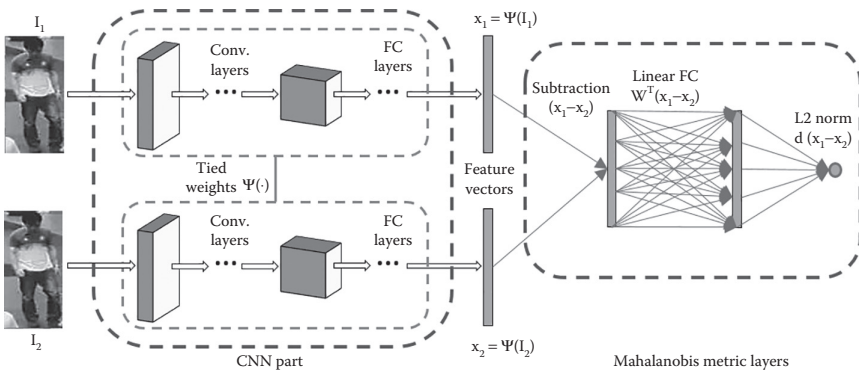 I₁
Conv.
layers
FC
layers
x₁ = Ψ(I₁)
Subtraction
(x₁–x₂)
Linear FC
Wᵀ(x₁–x₂)
L2 norm
d (x₁–x₂)
Tied
weights Ψ(·)
Feature
vectors
Conv.
layers
FC
layers
I₂
CNN part
x₂ = Ψ(I₂)
Mahalanobis metric layers